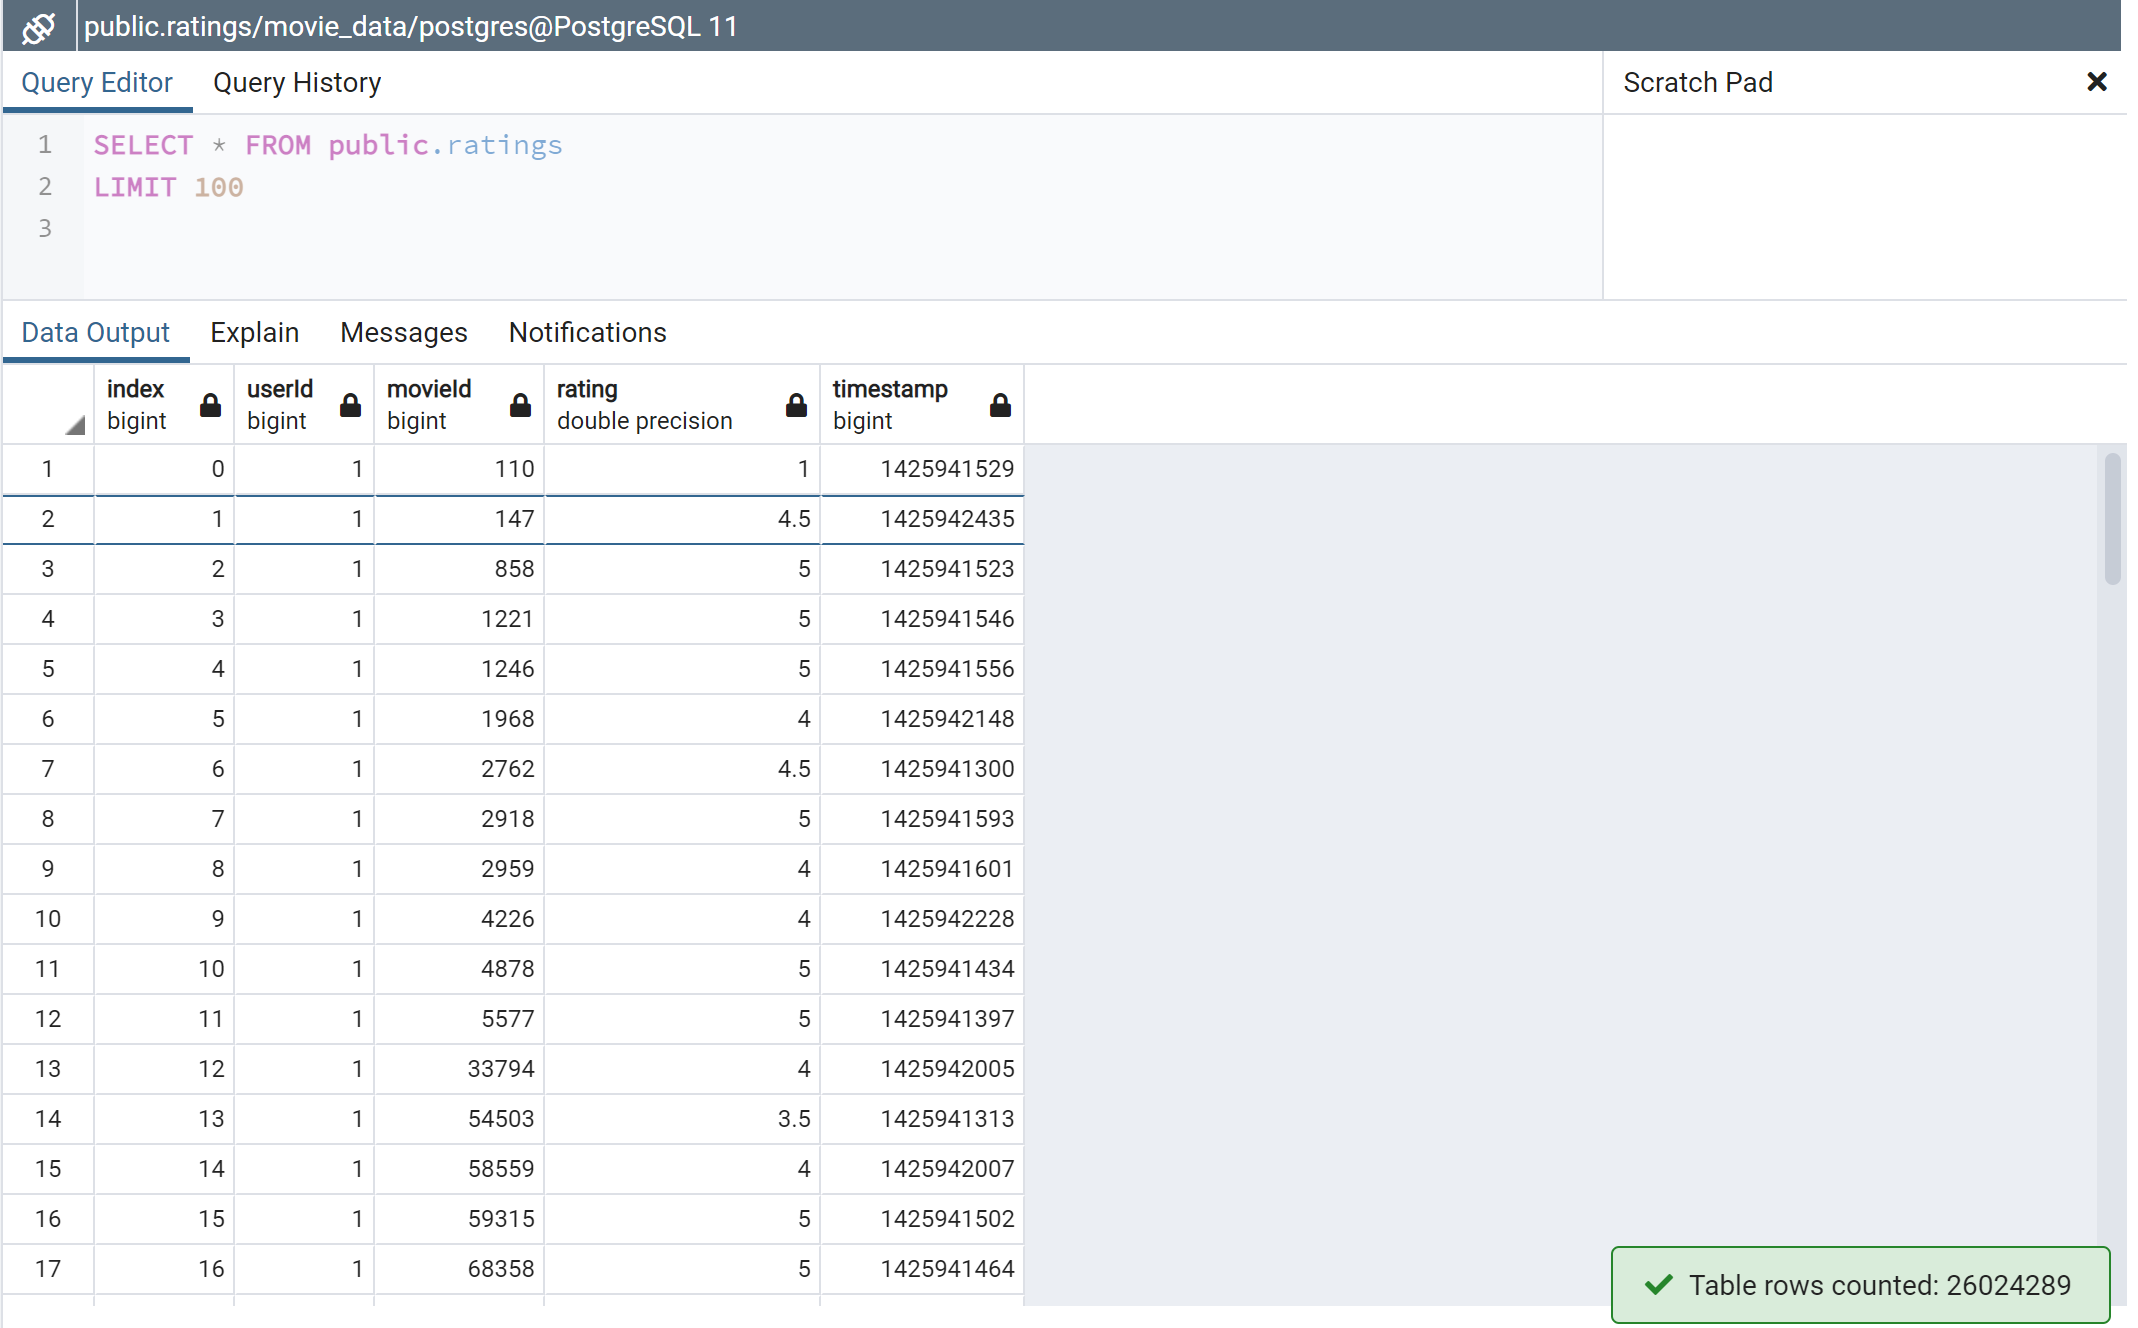 public.ratings/movie_data/postgres@PostgreSQL 11
Query Editor Query History Scratch Pad
1 SELECT * FROM public.ratings
2 LIMIT 100
3
Data Output Explain Messages Notifications
index userId movieId rating timestamp
bigint bigint bigint double precision bigint
1 0 1 110 1 1425941529
2 1 1 147 4.5 1425942435
3 2 1 858 5 1425941523
4 3 1 1221 5 1425941546
5 4 1 1246 5 1425941556
6 5 1 1968 4 1425942148
7 6 1 2762 4.5 1425941300
8 7 1 2918 5 1425941593
9 8 1 2959 4 1425941601
10 9 1 4226 4 1425942228
11 10 1 4878 5 1425941434
12 11 1 5577 5 1425941397
13 12 1 33794 4 1425942005
14 13 1 54503 3.5 1425941313
15 14 1 58559 4 1425942007
16 15 1 59315 5 1425941502
17 16 1 68358 5 1425941464
Table rows counted: 26024289